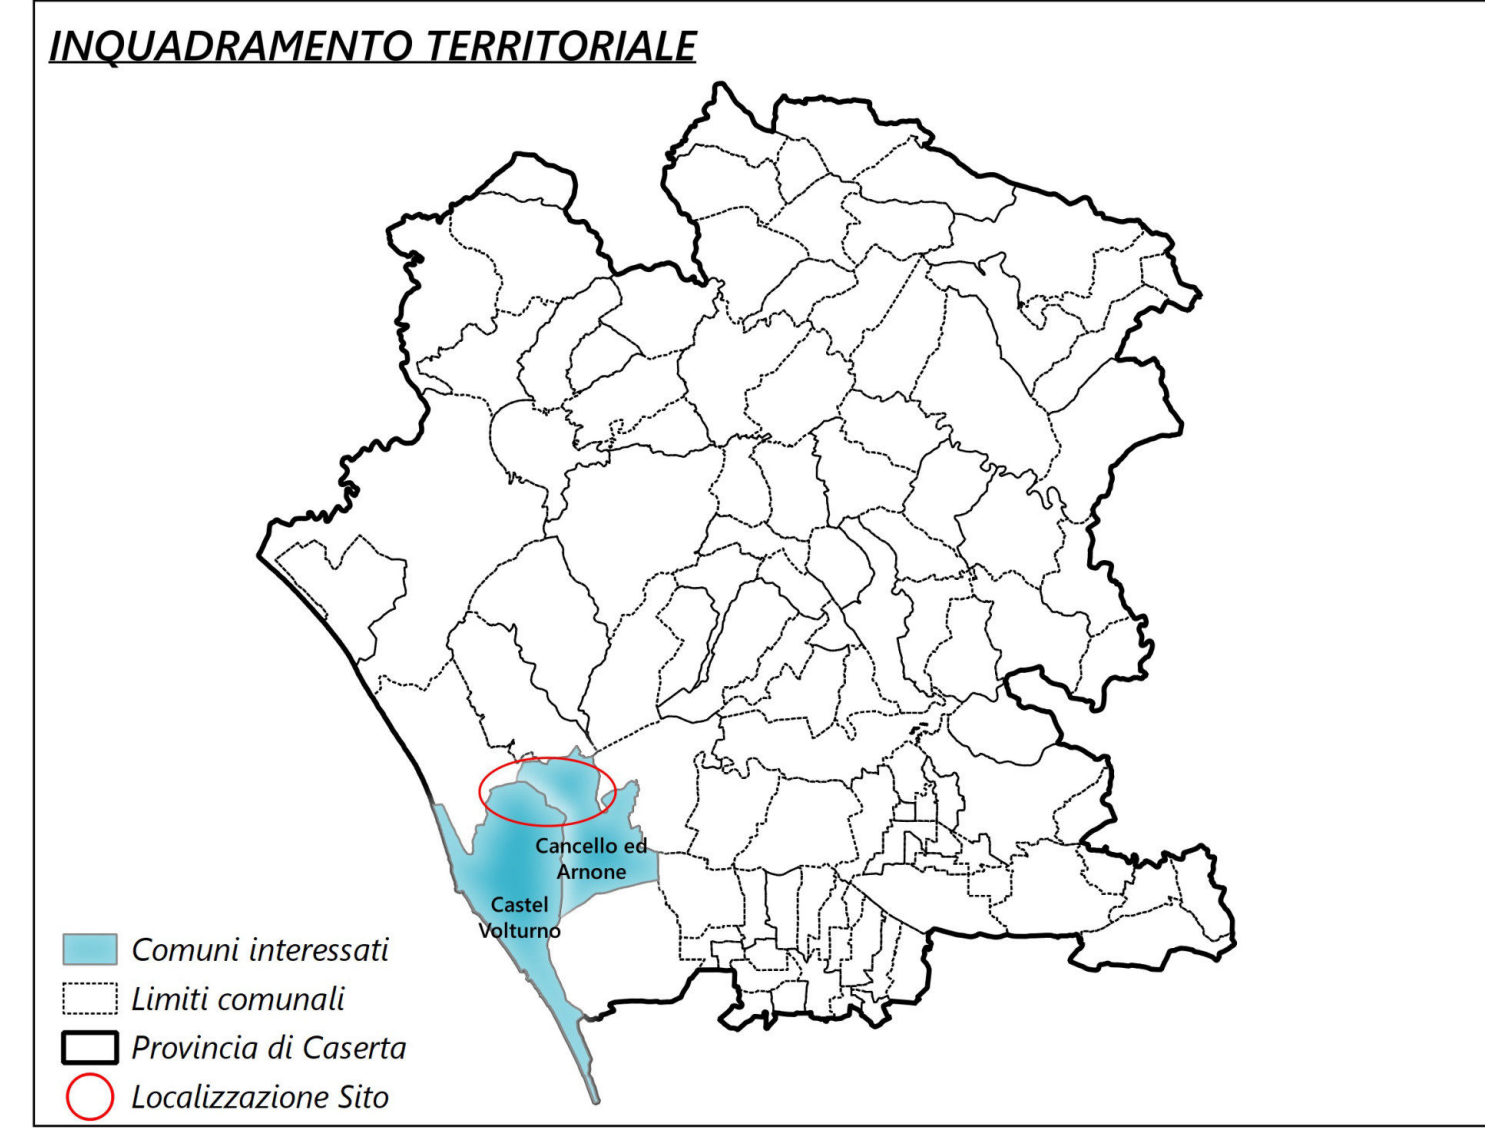 INQUADRAMENTO TERRITORIALE
Cancello ed
Arnone
Castel
Volturno
Comuni interessati
Limiti comunali
Provincia di Caserta
Localizzazione Sito